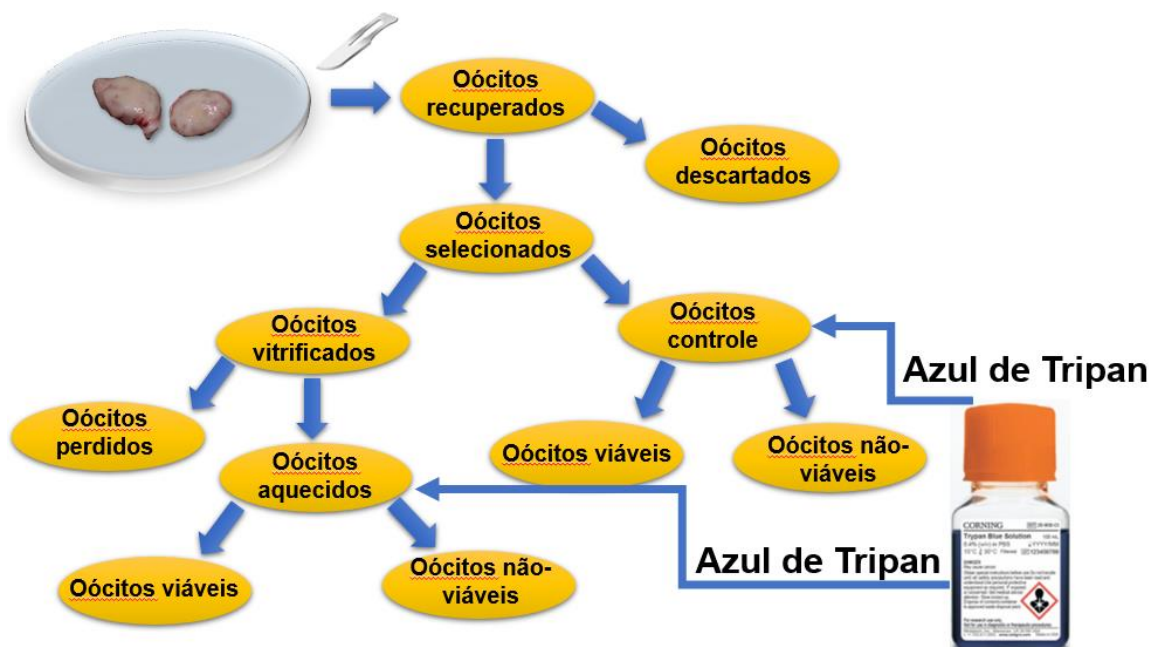 Oócitos
recuperados
Oócitos
descartados
Oócitos
selecionados
Oócitos
vitrificados
Oócitos
controle
Azul de Tripan
Oócitos
perdidos
Oócitos viáveis
Oócitos não-
viáveis
Oócitos
aquecidos
Azul de Tripan
Oócitos viáveis
Oócitos não-
viáveis
CORNING
Trypan Blue Solution